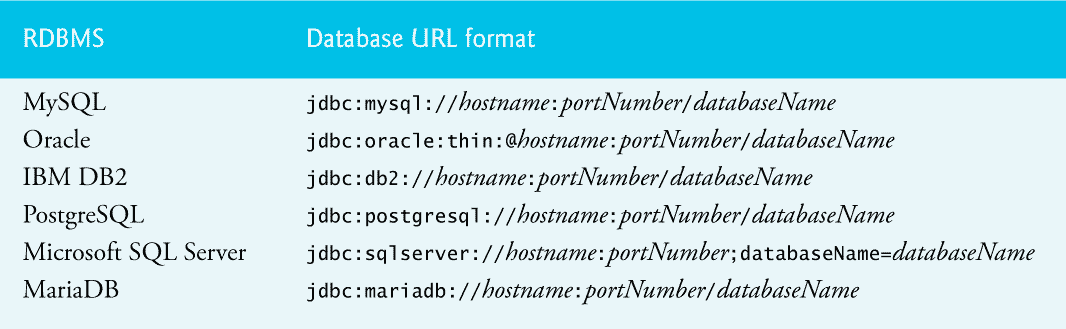 RDBMS Database URL format
MySQL jdbc:mysql://hostname:portNumber/databaseName
Oracle jdbc:oracle:thin:@hostname:portNumber/databaseName
IBM DB2 jdbc:db2://hostname:portNumber/databaseName
PostgreSQL jdbc:postgresql://hostname:portNumber/databaseName
Microsoft SQL Server jdbc:sqlserver://hostname:portNumber;databaseName=databaseName
MariaDB jdbc:mariadb://hostname:portNumber/databaseName